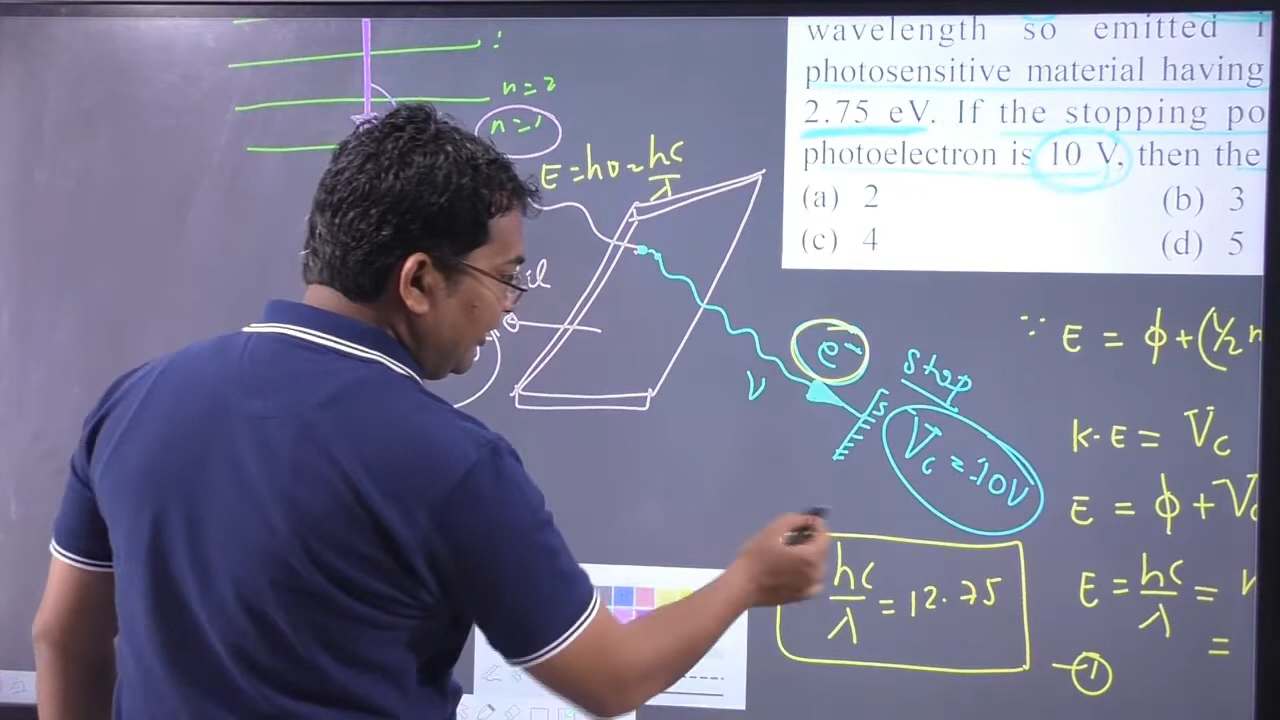 wavelength so emitted i
photosensitive material having
2.75 eV. If the stopping po
photoelectron is 10 V, then the
(a) 2 (b) 3
(c) 4 (d) 5
n=2
n=1
E=hν=hc/λ
e⁻
ν
stop
Vc=10V
∵ E = ϕ+(1/2 m
K.E = Vc
E = ϕ+Vc
E = hc/λ =
=
hc/λ = 12.75
①